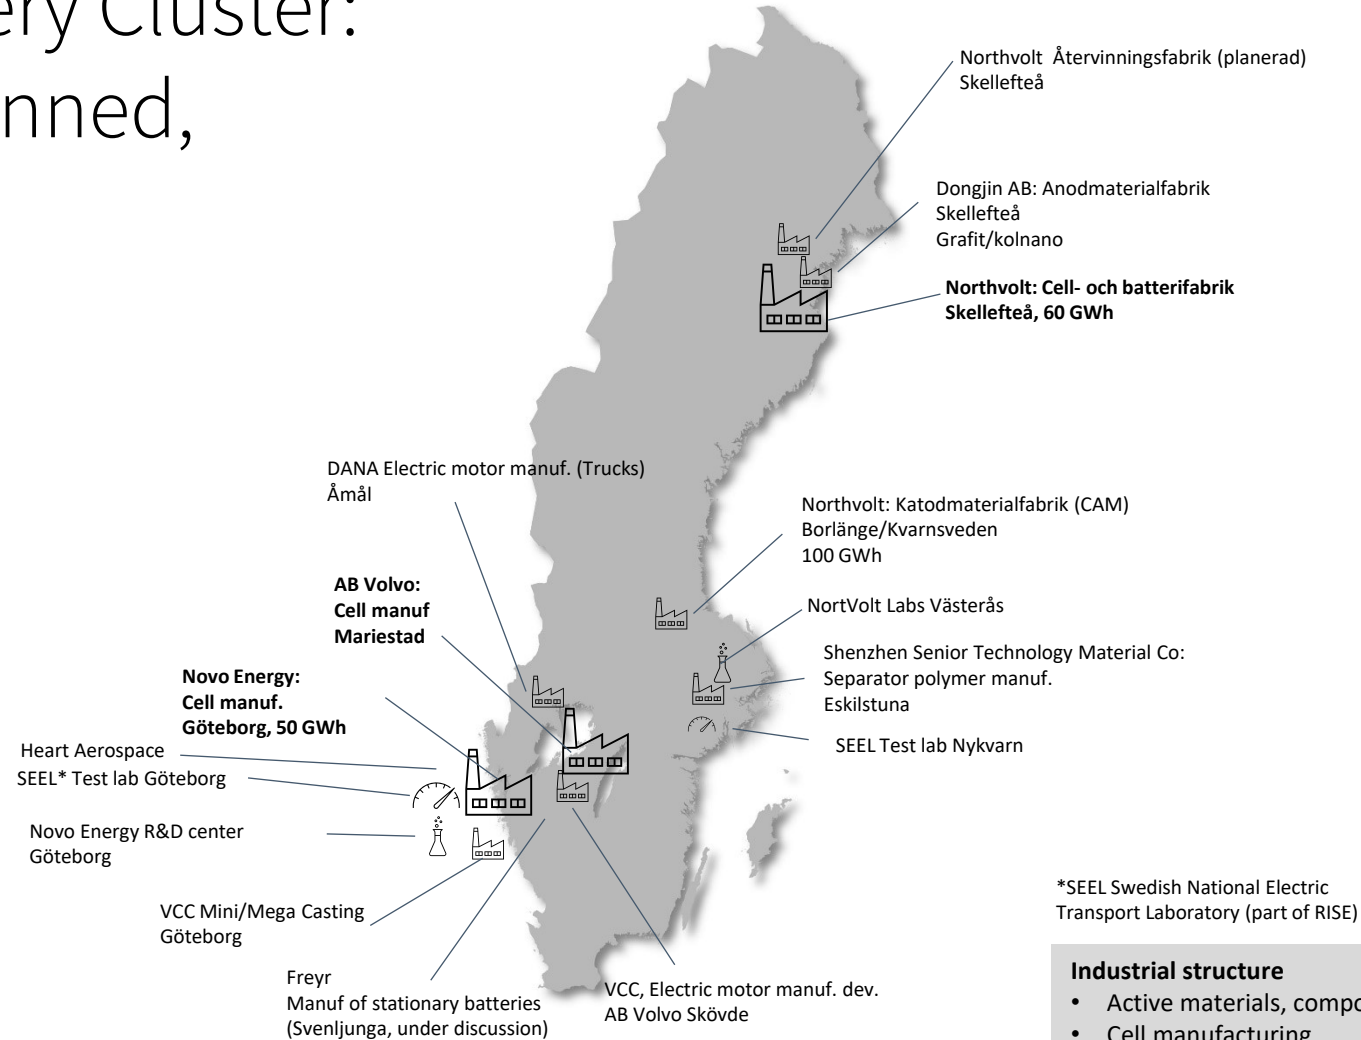 Cluster:
Northvolt Återvinningsfabrik (planerad)
Skellefteå
Dongjin AB: Anodmaterialfabrik
Skellefteå
Grafit/kolnano
Northvolt: Cell- och batterifabrik
Skellefteå, 60 GWh
DANA Electric motor manuf. (Trucks)
Åmål
Northvolt: Katodmaterialfabrik (CAM)
Borlänge/Kvarnsveden
100 GWh
AB Volvo:
Cell manuf
Mariestad
NortVolt Labs Västerås
Shenzhen Senior Technology Material Co:
Separator polymer manuf.
Eskilstuna
Novo Energy:
Cell manuf.
Göteborg, 50 GWh
SEEL Test lab Nykvarn
Heart Aerospace
SEEL* Test lab Göteborg
Novo Energy R&D center
Göteborg
VCC Mini/Mega Casting
Göteborg
Freyr
Manuf of stationary batteries
(Svenljunga, under discussion)
VCC, Electric motor manuf. dev.
AB Volvo Skövde
*SEEL Swedish National Electric
Transport Laboratory (part of RISE)
Industrial structure
• Active materials,
• Cell manufacturing